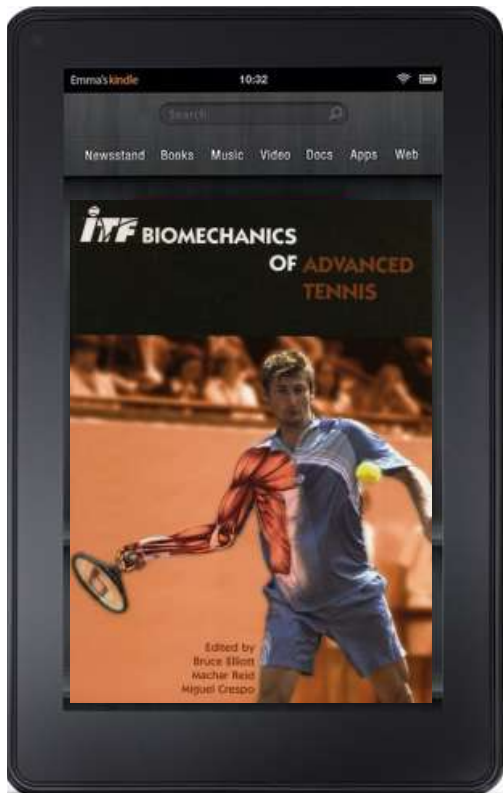 Emma's kindle 10:32
Search
Newsstand Books Music Video Docs Apps Web
iTF BIOMECHANICS
OF ADVANCED
TENNIS
Edited by
Bruce Elliott
Machar Reid
Miguel Crespo